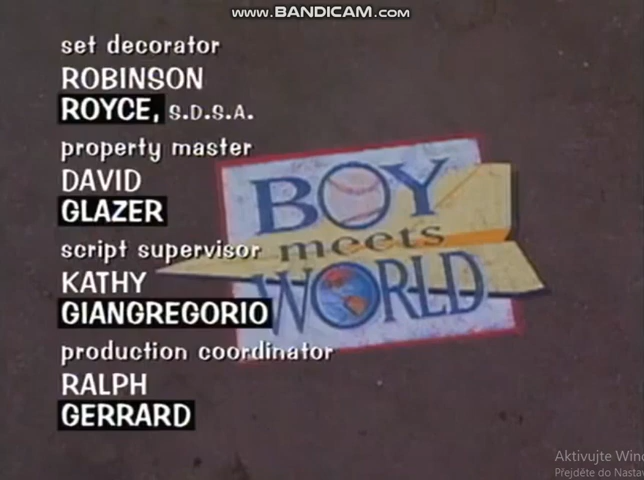 www.BANDICAM.com
set decorator
ROBINSON
ROYCE, S.D.S.A.
property master
DAVID
GLAZER
script supervisor
KATHY
GIANGREGORIO
production coordinator
RALPH
GERRARD
BOY
meets
WORLD
Aktivujte Win
Přejděte do Nasta